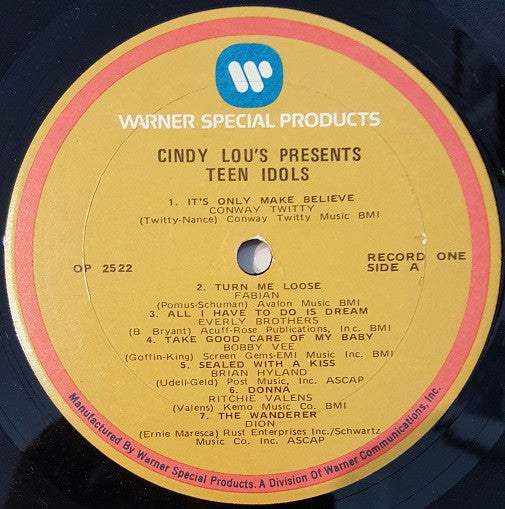 WARNER SPECIAL PRODUCTS
CINDY LOU'S PRESENTS
TEEN IDOLS
1. IT'S ONLY MAKE BELIEVE
CONWAY TWITTY
(Twitty-Nance) Conway Twitty Music BMI
OP 2522
RECORD ONE
SIDE A
2. TURN ME LOOSE
FABIAN
(Pomus-Schuman) Avalon Music BMI
3. ALL I HAVE TO DO IS DREAM
EVERLY BROTHERS
(B. Bryant) Acuff-Rose Publications, Inc. BMI
4. TAKE GOOD CARE OF MY BABY
BOBBY VEE
(Goffin-King) Screen Gems-EMI Music Inc. BMI
5. SEALED WITH A KISS
BRIAN HYLAND
(Udell-Geld) Post Music, Inc. ASCAP
6. DONNA
RITCHIE VALENS
(Valens) Kemo Music Co. BMI
7. THE WANDERER
DION
(Ernie Maresca) Rust Enterprises Inc./Schwartz
Music Co. Inc. ASCAP
Manufactured By Warner Special Products. A Division Of Warner Communications, Inc.